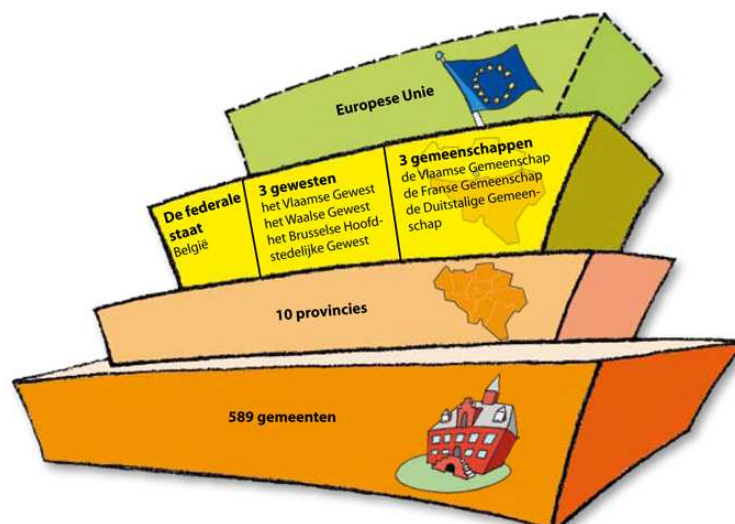 Europese Unie
De federale
staat
België
3 gewesten
het Vlaamse Gewest
het Waalse Gewest
het Brusselse Hoofd-
stedelijke Gewest
3 gemeenschappen
de Vlaamse Gemeenschap
de Franse Gemeenschap
de Duitstalige Gemeen-
schap
10 provincies
589 gemeenten